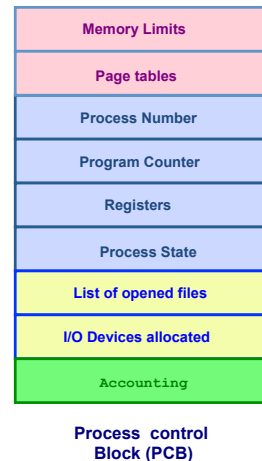 Memory Limits
Page tables
Process Number
Program Counter
Registers
Process State
List of opened files
I/O Devices allocated
Accounting
Process control
Block (PCB)